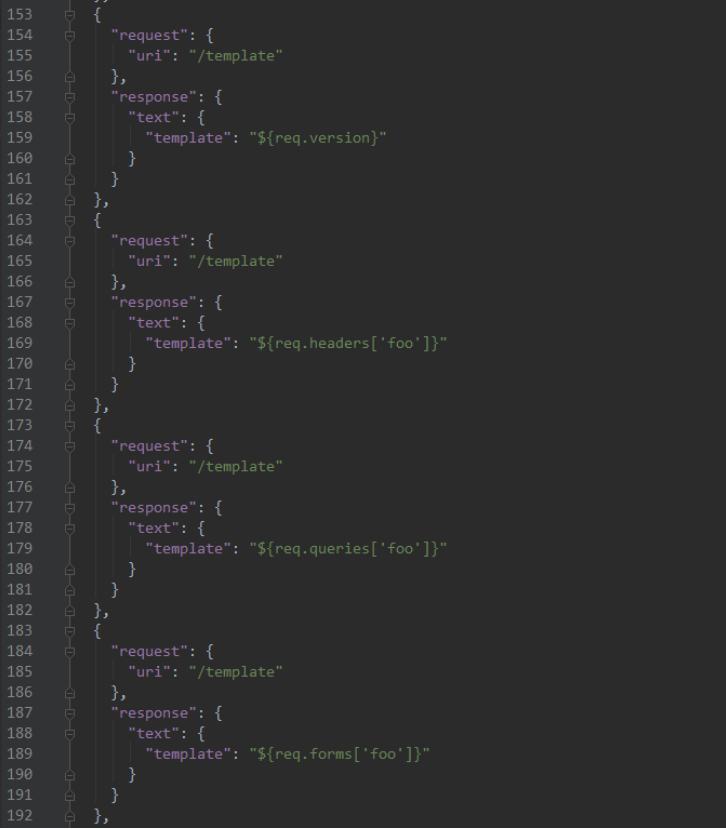 153 {
154 "request": {
155 "uri": "/template"
156 },
157 "response": {
158 "text": {
159 "template": "${req.version}"
160 }
161 }
162 },
163 {
164 "request": {
165 "uri": "/template"
166 },
167 "response": {
168 "text": {
169 "template": "${req.headers['foo']}"
170 }
171 }
172 },
173 {
174 "request": {
175 "uri": "/template"
176 },
177 "response": {
178 "text": {
179 "template": "${req.queries['foo']}"
180 }
181 }
182 },
183 {
184 "request": {
185 "uri": "/template"
186 },
187 "response": {
188 "text": {
189 "template": "${req.forms['foo']}"
190 }
191 }
192 },